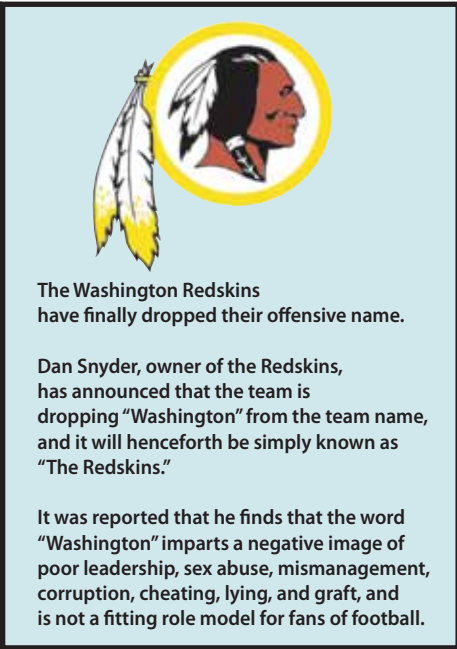 The Washington Redskins
have finally dropped their offensive name.
Dan Snyder, owner of the Redskins,
has announced that the team is
dropping “Washington” from the team name,
and it will henceforth be simply known as
“The Redskins.”
It was reported that he finds that the word
“Washington” imparts a negative image of
poor leadership, sex abuse, mismanagement,
corruption, cheating, lying, and graft, and
is not a fitting role model for fans of football.